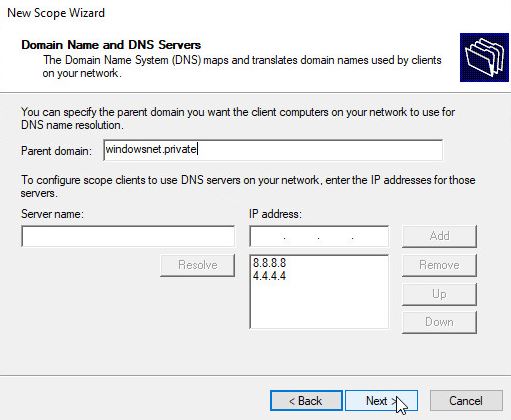 New Scope Wizard
Domain Name and DNS Servers
The Domain Name System (DNS) maps and translates domain names used by clients
on your network.
You can specify the parent domain you want the client computers on your network to use for
DNS name resolution.
Parent domain: windowsnet.private
To configure scope clients to use DNS servers on your network, enter the IP addresses for those
servers.
Server name: IP address:
. . . Add
Resolve 8.8.8.8 Remove
4.4.4.4
Up
Down
< Back Next > Cancel